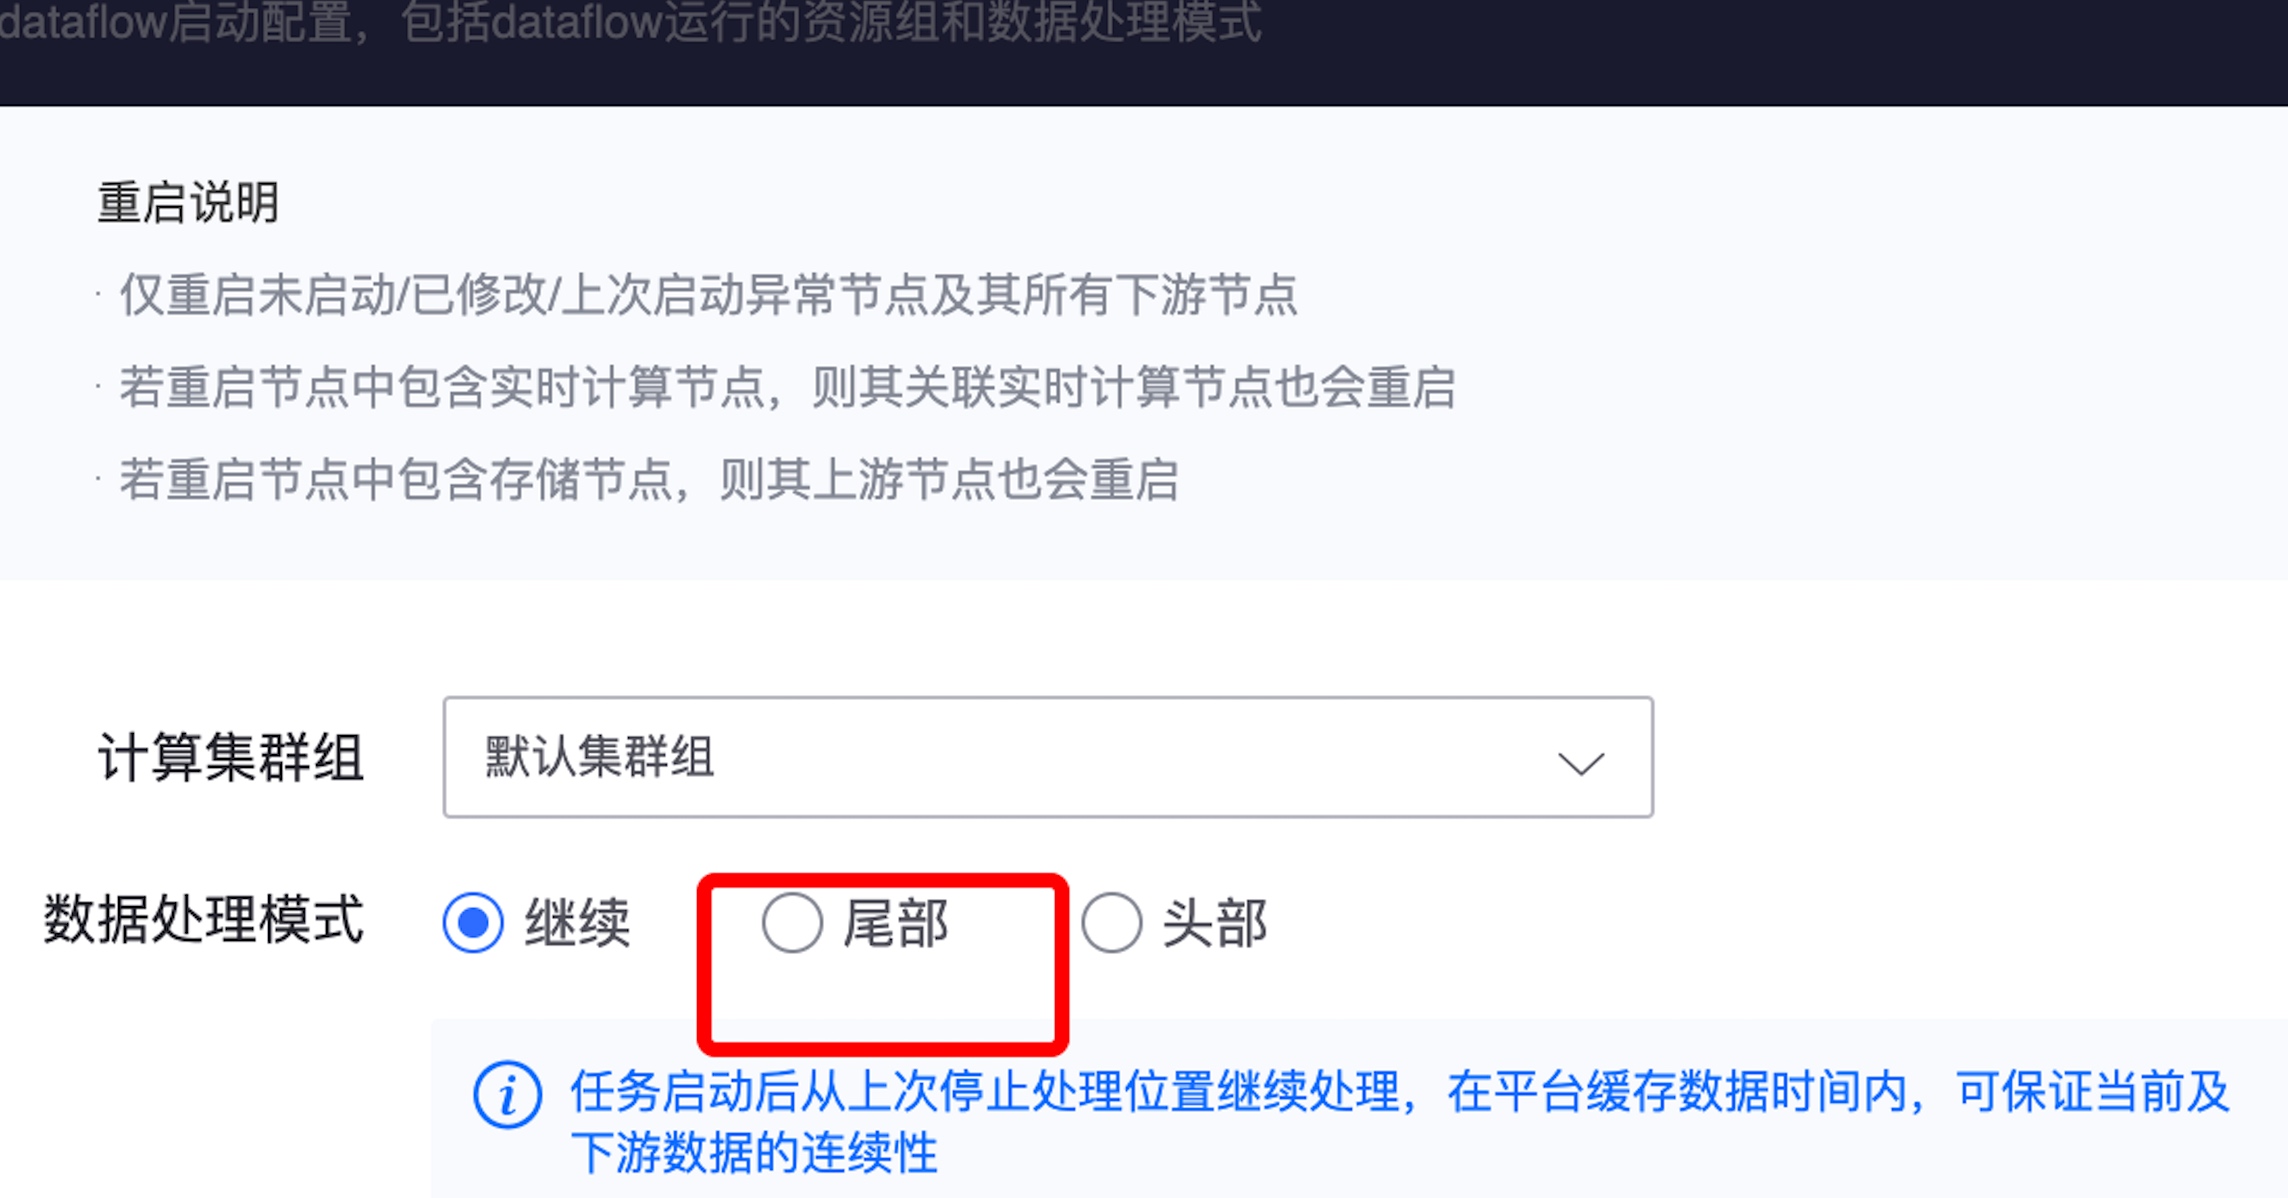 dataflow启动配置，包括dataflow运行的资源组和数据处理模式
重启说明
· 仅重启未启动/已修改/上次启动异常节点及其所有下游节点
· 若重启节点中包含实时计算节点，则其关联实时计算节点也会重启
· 若重启节点中包含存储节点，则其上游节点也会重启
计算集群组 默认集群组
数据处理模式 继续 尾部 头部
任务启动后从上次停止处理位置继续处理，在平台缓存数据时间内，可保证当前及
下游数据的连续性